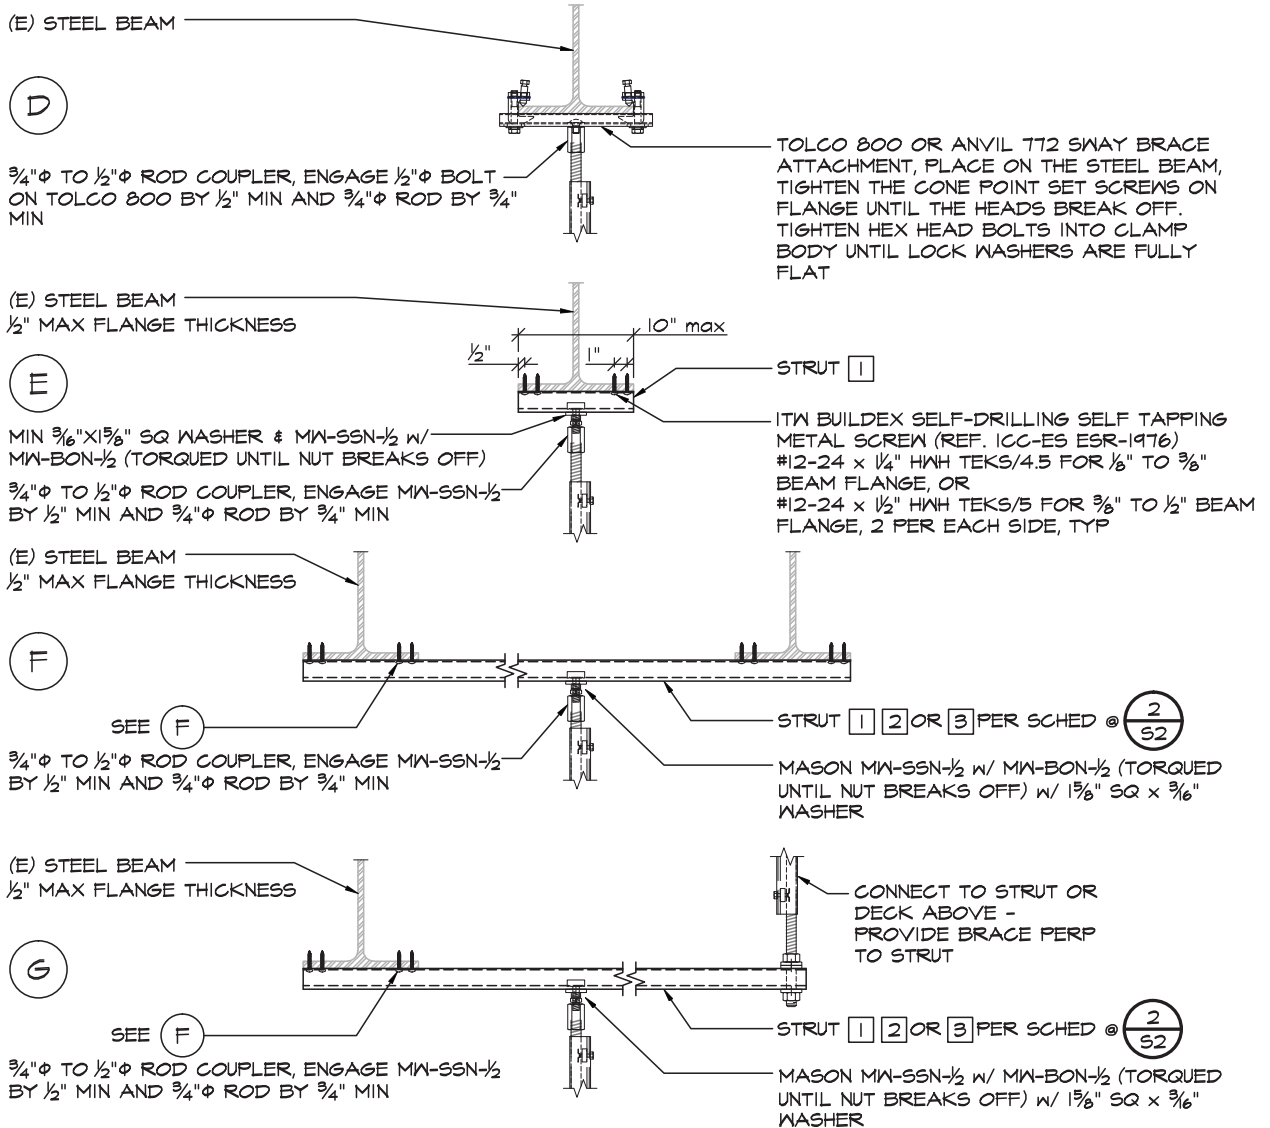 (E) STEEL BEAM
D
¾"Φ TO ½"Φ ROD COUPLER, ENGAGE ½"Φ BOLT
ON TOLCO 800 BY ½" MIN AND ¾"Φ ROD BY ¾"
MIN
TOLCO 800 OR ANVIL 772 SWAY BRACE
ATTACHMENT, PLACE ON THE STEEL BEAM,
TIGHTEN THE CONE POINT SET SCREWS ON
FLANGE UNTIL THE HEADS BREAK OFF.
TIGHTEN HEX HEAD BOLTS INTO CLAMP
BODY UNTIL LOCK WASHERS ARE FULLY
FLAT
(E) STEEL BEAM
½" MAX FLANGE THICKNESS
10" max
½"
1"
E
STRUT 1
MIN 3⁄16"X1⅝" SQ WASHER & MW-SSN-½ W/
MW-BON-½ (TORQUED UNTIL NUT BREAKS OFF)
¾"Φ TO ½"Φ ROD COUPLER, ENGAGE MW-SSN-½
BY ½" MIN AND ¾"Φ ROD BY ¾" MIN
ITW BUILDEX SELF-DRILLING SELF TAPPING
METAL SCREW (REF. ICC-ES ESR-1976)
#12-24 x 1¼" HWH TEKS/4.5 FOR ⅛" TO ⅜"
BEAM FLANGE, OR
#12-24 x 1½" HWH TEKS/5 FOR ⅜" TO ½" BEAM
FLANGE, 2 PER EACH SIDE, TYP
(E) STEEL BEAM
½" MAX FLANGE THICKNESS
F
SEE F
¾"Φ TO ½"Φ ROD COUPLER, ENGAGE MW-SSN-½
BY ½" MIN AND ¾"Φ ROD BY ¾" MIN
STRUT 1 2 OR 3 PER SCHED @ 2
S2
MASON MW-SSN-½ W/ MW-BON-½ (TORQUED
UNTIL NUT BREAKS OFF) W/ 1⅝" SQ x 3⁄16"
WASHER
(E) STEEL BEAM
½" MAX FLANGE THICKNESS
CONNECT TO STRUT OR
DECK ABOVE -
PROVIDE BRACE PERP
TO STRUT
G
SEE F
¾"Φ TO ½"Φ ROD COUPLER, ENGAGE MW-SSN-½
BY ½" MIN AND ¾"Φ ROD BY ¾" MIN
STRUT 1 2 OR 3 PER SCHED @ 2
S2
MASON MW-SSN-½ W/ MW-BON-½ (TORQUED
UNTIL NUT BREAKS OFF) W/ 1⅝" SQ x 3⁄16"
WASHER